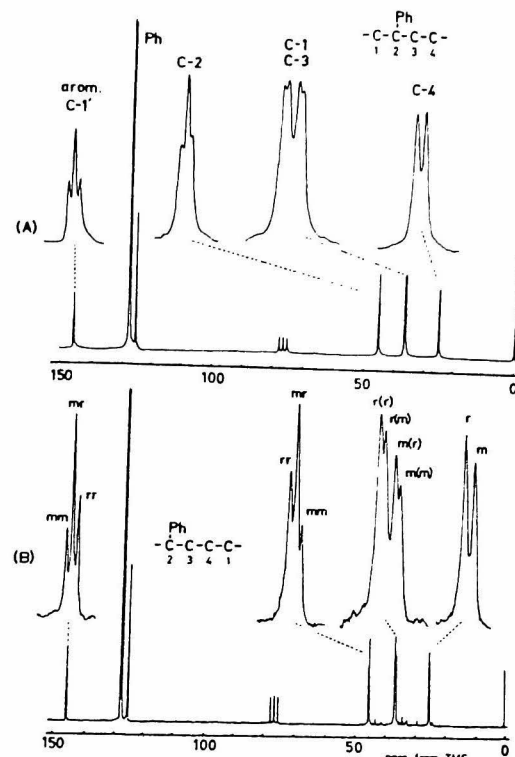 Ph
C-C-C-C-
1 2 3 4
Ph
arom.
C-1'
C-2
C-1
C-3
C-4
(A)
150 100 50 0
mm
mr
rr
Ph
-C-C-C-C-
2 3 4 1
rr
mr
mm
r(r)
r(m)
m(r)
m(m)
r
m
(B)
150 100 50 0